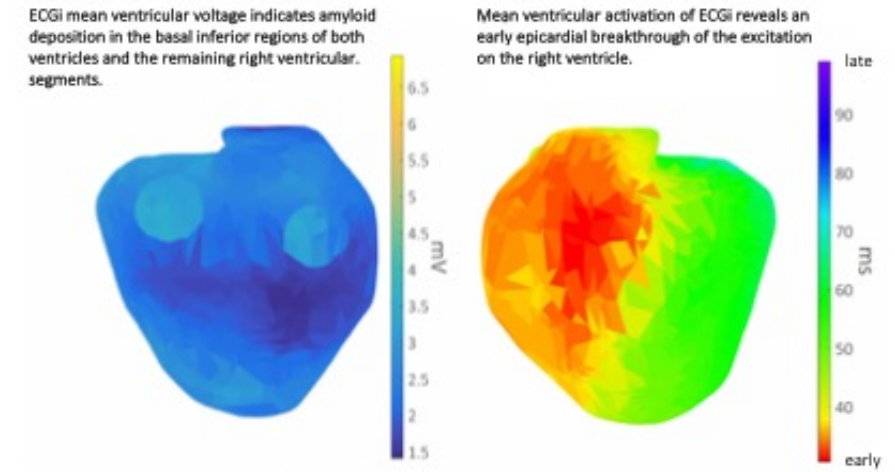 ECGi mean ventricular voltage indicates amyloid
deposition in the basal inferior regions of both
ventricles and the remaining right ventricular.
segments.
6.5
6
5.5
5
4.5
4
3.5
3
2.5
2
1.5
mV
Mean ventricular activation of ECGi reveals an
early epicardial breakthrough of the excitation
on the right ventricle.
late
90
80
70
60
50
40
early
ms